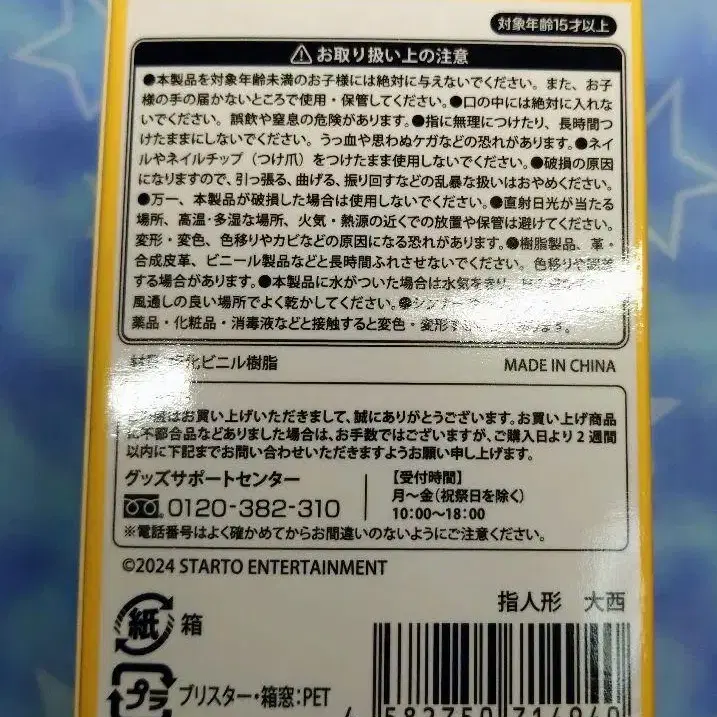 対象年齢15才以上
⚠お取り扱い上の注意
●本製品を対象年齢未満のお子様には絶対に与えないでください。また、お子
様の手の届かないところで使用・保管してください。●口の中には絶対に入れな
いでください。誤飲や窒息の危険があります。●指に無理につけたり、長時間つ
けたままにしないでください。うっ血や思わぬケガなどの恐れがあります。●ネイ
ルやネイルチップ(つけ爪)をつけたまま使用しないでください。●破損の原因
になりますので、引っ張る、曲げる、振り回すなどの乱暴な扱いはおやめください。
●万一、本製品が破損した場合は使用しないでください。●直射日光が当たる
場所、高温・多湿な場所、火気・熱源の近くでの放置や保管は避けてください。
変形・変色、色移りやカビなどの原因になる恐れがあります。●樹脂製品、革・
合成皮革、ビニール製品などと長時間ふれさせないでください。色移りや
する場合があります。●本製品に水がついた場合は水気を
風通しの良い場所でよく乾かしてください。●シンナー
薬品・化粧品・消毒液などと接触すると変色・変形す
化ビニル樹脂
MADE IN CHINA
はお買い上げいただきまして、誠にありがとうございます。お買い上げ商品
に不都合品などありました場合は、お手数ではございますが、ご購入日より2週間
以内に下記までお問い合わせいただきますようお願い申し上げます。
グッズサポートセンター
0120-382-310
【受付時間】
月〜金(祝祭日を除く)
10:00〜18:00
※電話番号はよく確かめてからお間違いのないようにご注意ください。
©2024 STARTO ENTERTAINMENT
指人形 大西
紙 箱
プラ ブリスター・箱窓:PET
4 582750 714040